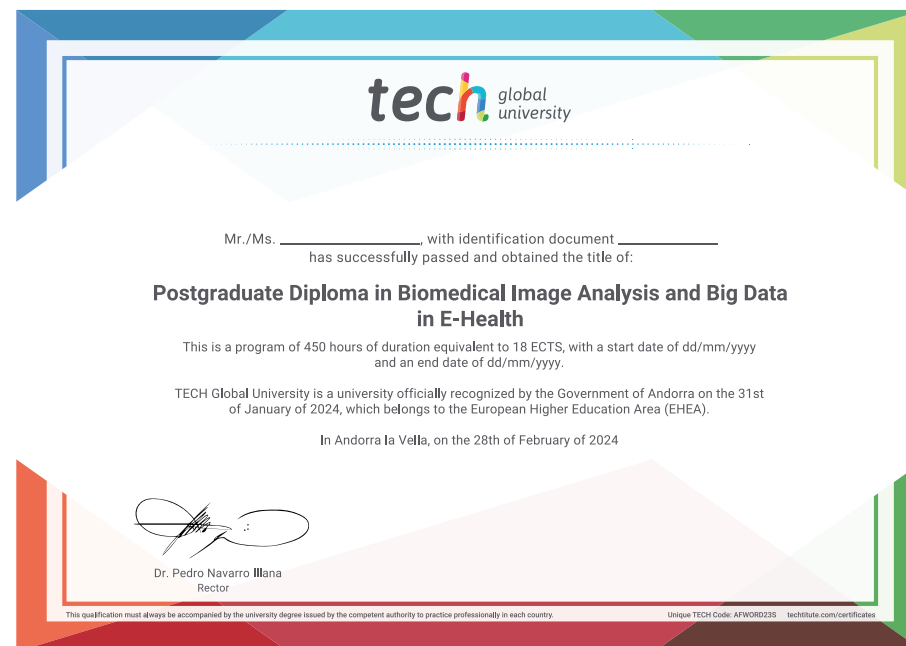 tech global
university
Mr./Ms. ____________, with identification document ____________
has successfully passed and obtained the title of:
Postgraduate Diploma in Biomedical Image Analysis and Big Data
in E-Health
This is a program of 450 hours of duration equivalent to 18 ECTS, with a start date of dd/mm/yyyy
and an end date of dd/mm/yyyy.
TECH Global University is a university officially recognized by the Government of Andorra on the 31st
of January of 2024, which belongs to the European Higher Education Area (EHEA).
In Andorra la Vella, on the 28th of February of 2024
Dr. Pedro Navarro Illana
Rector
This qualification must always be accompanied by the university degree issued by the competent authority to practice professionally in each country.
Unique TECH Code: AFWORD23S techtitute.com/certificates